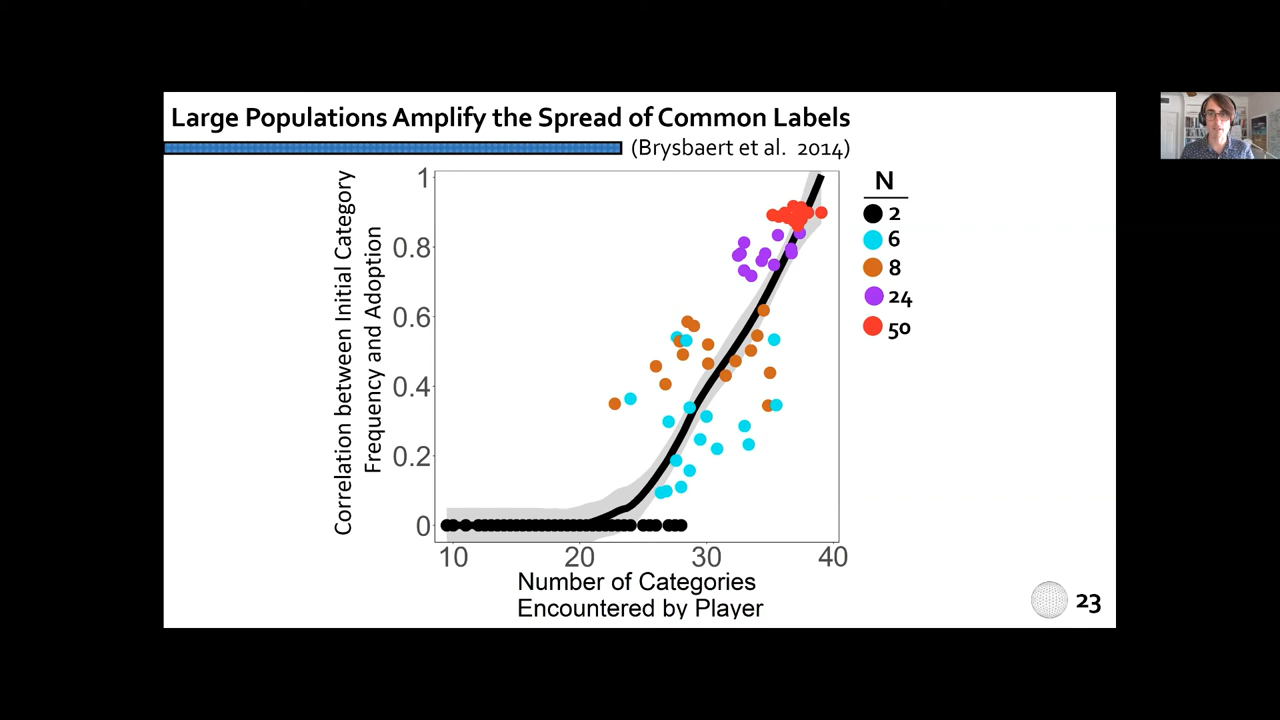 Large Populations Amplify the Spread of Common Labels
(Brysbaert et al. 2014)
Correlation between Initial Category
Frequency and Adoption
1
0.8
0.6
0.4
0.2
0
10 20 30 40
Number of Categories
Encountered by Player
N
2
6
8
24
50
23